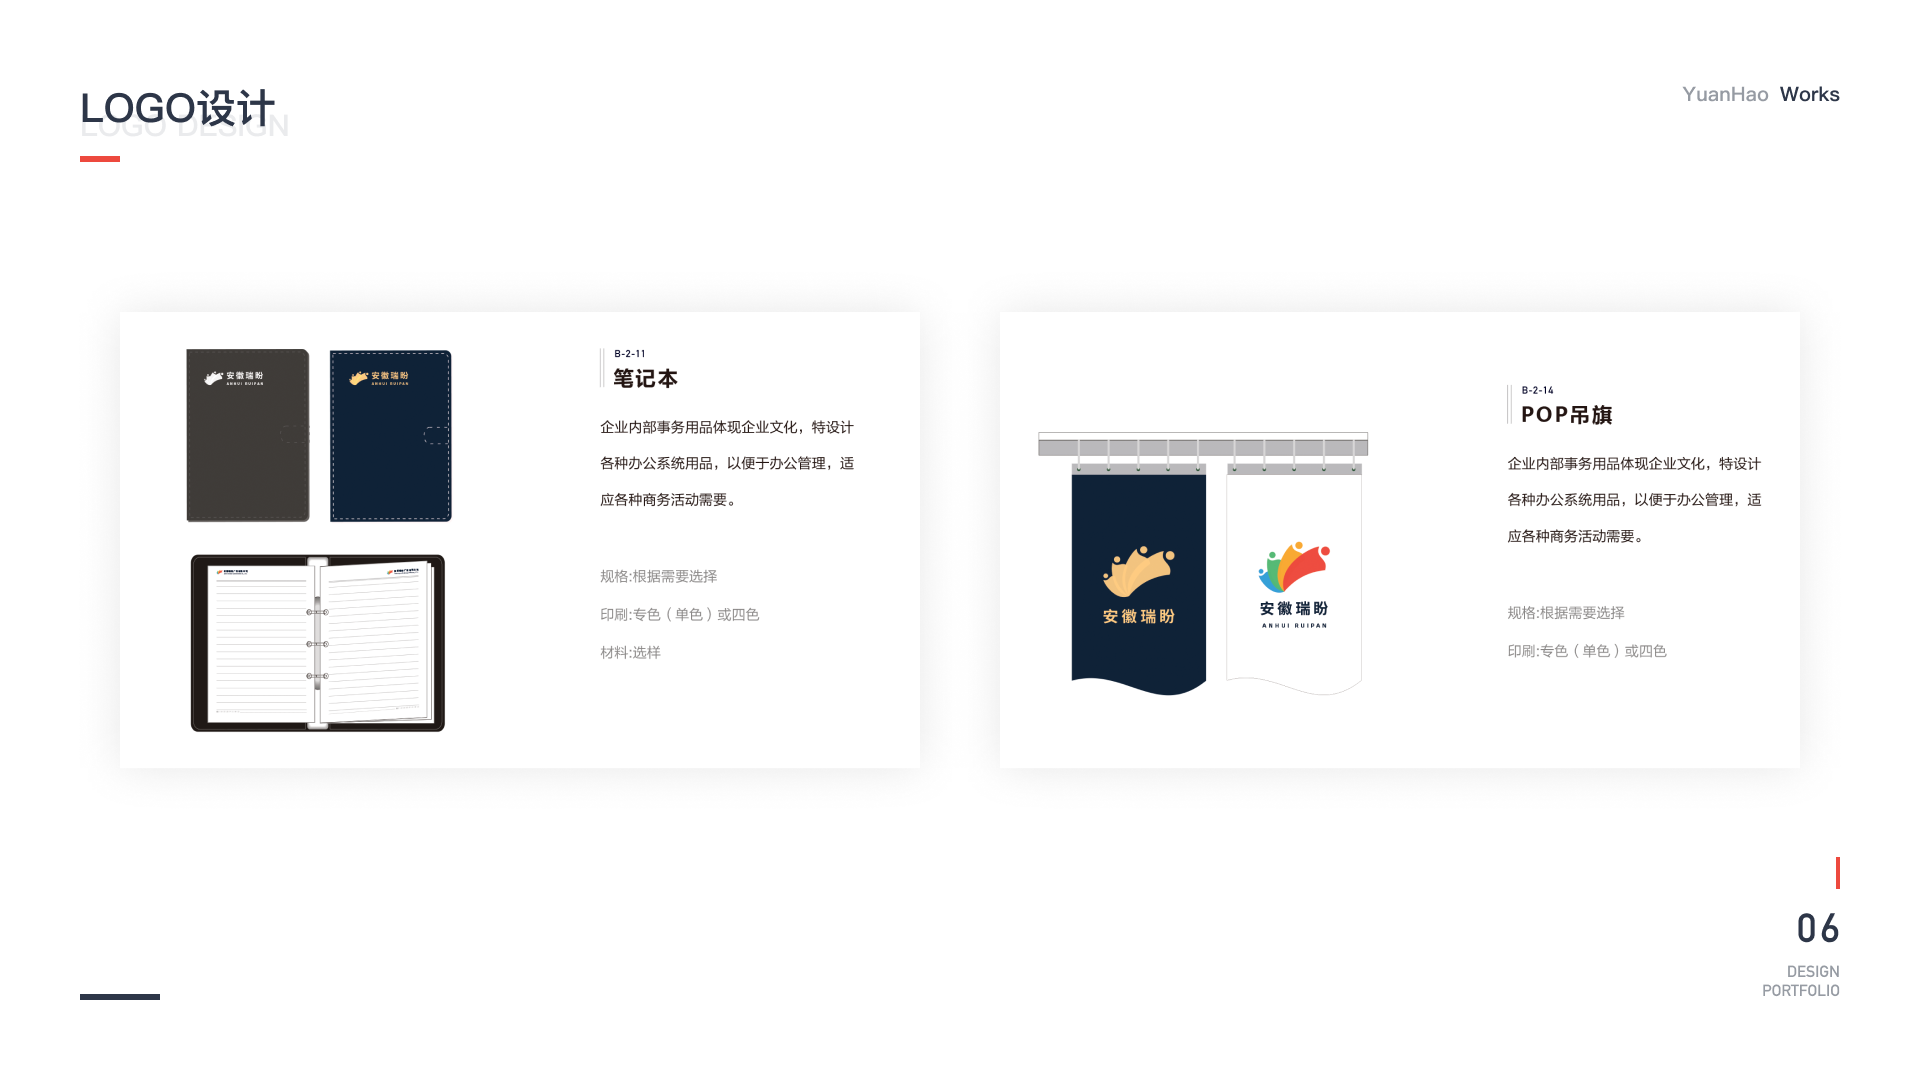 LOGO设计
LOGO DESIGN
YuanHao Works
安徽瑞盼
ANHUI RUIPAN
安徽瑞盼
ANHUI RUIPAN
B-2-11
笔记本
企业内部事务用品体现企业文化，特设计
各种办公系统用品，以便于办公管理，适
应各种商务活动需要。
规格:根据需要选择
印刷:专色（单色）或四色
材料:选样
安徽瑞盼
安徽瑞盼
ANHUI RUIPAN
B-2-14
POP吊旗
企业内部事务用品体现企业文化，特设计
各种办公系统用品，以便于办公管理，适
应各种商务活动需要。
规格:根据需要选择
印刷:专色（单色）或四色
06
DESIGN
PORTFOLIO